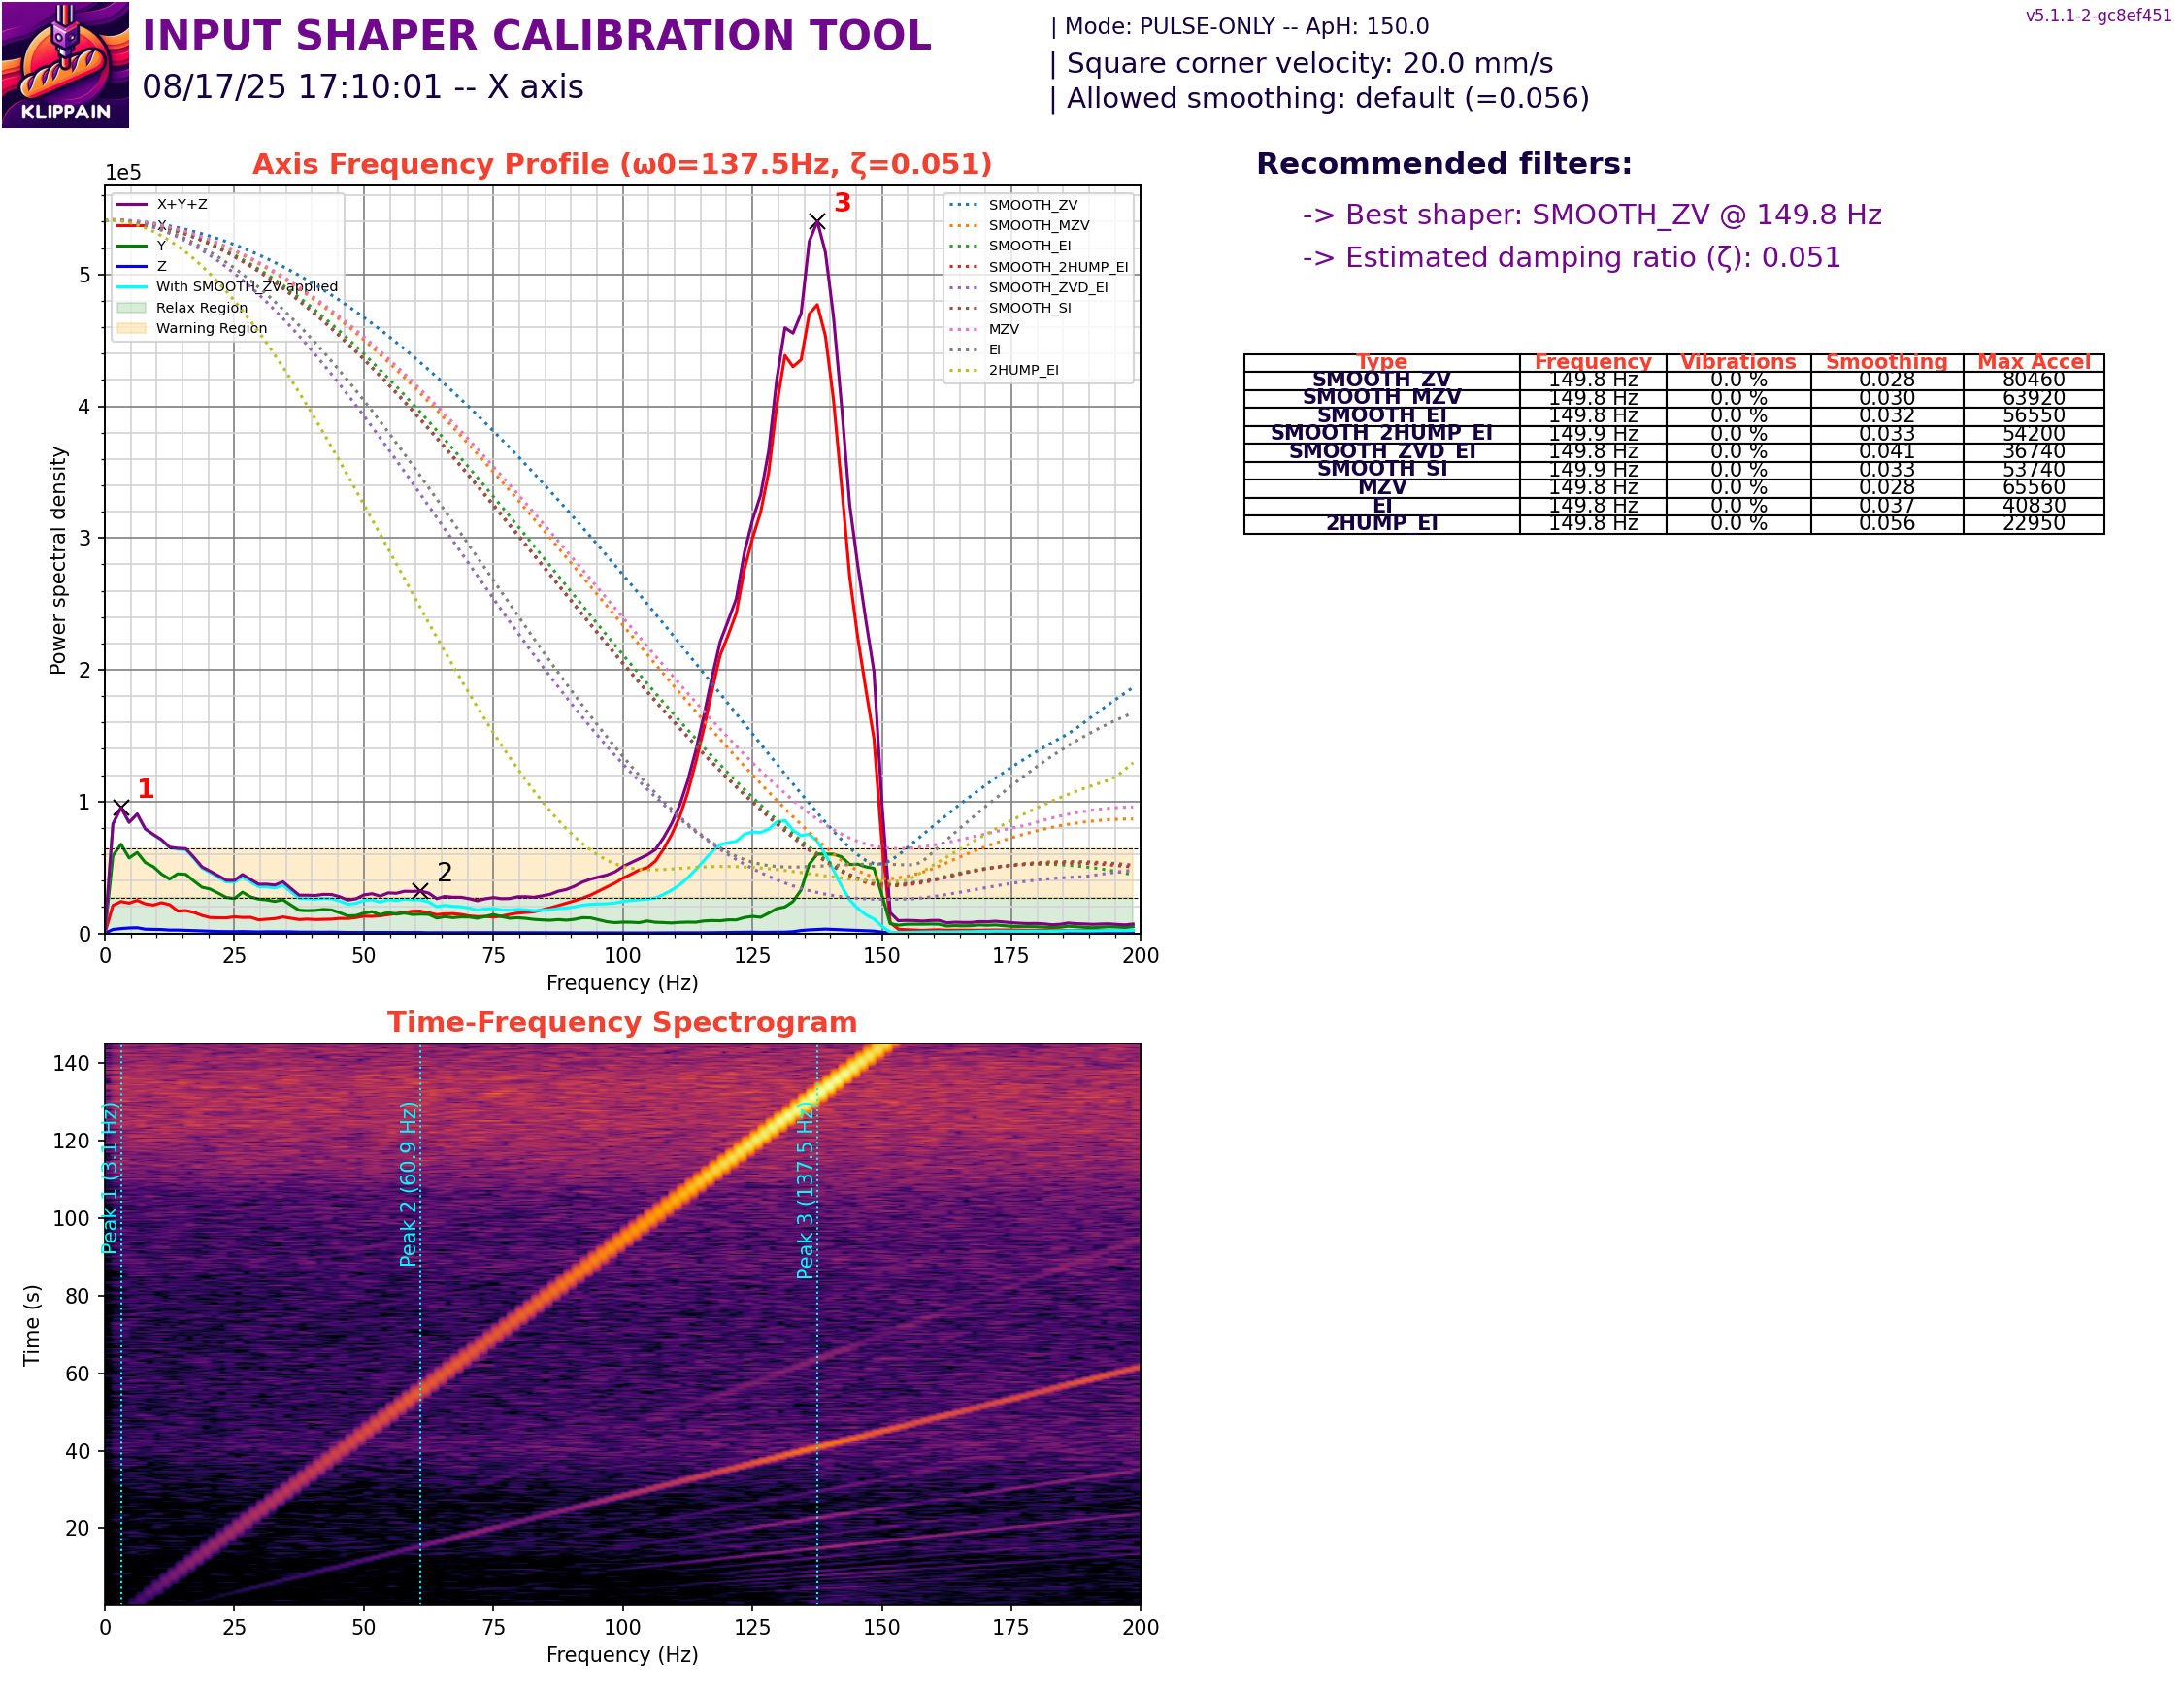 KLIPPAIN
INPUT SHAPER CALIBRATION TOOL
08/17/25 17:10:01 -- X axis
| Mode: PULSE-ONLY -- ApH: 150.0
| Square corner velocity: 20.0 mm/s
| Allowed smoothing: default (=0.056)
v5.1.1-2-gc8ef451
Axis Frequency Profile (ω0=137.5Hz, ζ=0.051)
1e5
X+Y+Z
X
Y
Z
With SMOOTH_ZV applied
Relax Region
Warning Region
SMOOTH_ZV
SMOOTH_MZV
SMOOTH_EI
SMOOTH_2HUMP_EI
SMOOTH_ZVD_EI
SMOOTH_SI
MZV
EI
2HUMP_EI
1
2
3
Power spectral density
5
4
3
2
1
0
0 25 50 75 100 125 150 175 200
Frequency (Hz)
Recommended filters:
-> Best shaper: SMOOTH_ZV @ 149.8 Hz
-> Estimated damping ratio (ζ): 0.051
Type Frequency Vibrations Smoothing Max Accel
SMOOTH_ZV 149.8 Hz 0.0 % 0.028 80460
SMOOTH_MZV 149.8 Hz 0.0 % 0.030 63920
SMOOTH_EI 149.8 Hz 0.0 % 0.032 56550
SMOOTH_2HUMP_EI 149.9 Hz 0.0 % 0.033 54200
SMOOTH_ZVD_EI 149.8 Hz 0.0 % 0.041 36740
SMOOTH_SI 149.9 Hz 0.0 % 0.033 53740
MZV 149.8 Hz 0.0 % 0.028 65560
EI 149.8 Hz 0.0 % 0.037 40830
2HUMP_EI 149.8 Hz 0.0 % 0.056 22950
Time-Frequency Spectrogram
Time (s)
140
120
100
80
60
40
20
Peak 1 (3.1 Hz)
Peak 2 (60.9 Hz)
Peak 3 (137.5 Hz)
0 25 50 75 100 125 150 175 200
Frequency (Hz)